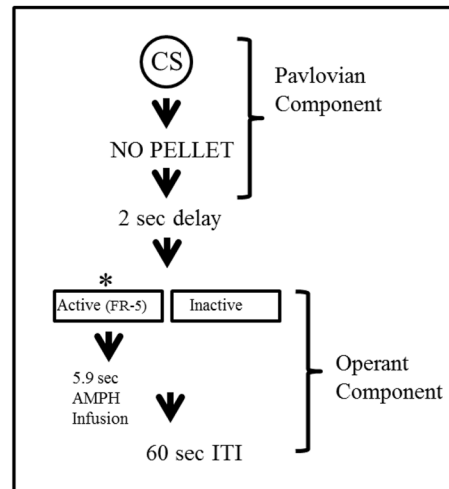 CS
Pavlovian
Component
NO PELLET
2 sec delay
*
Active (FR-5)
Inactive
5.9 sec
AMPH
Infusion
Operant
Component
60 sec ITI